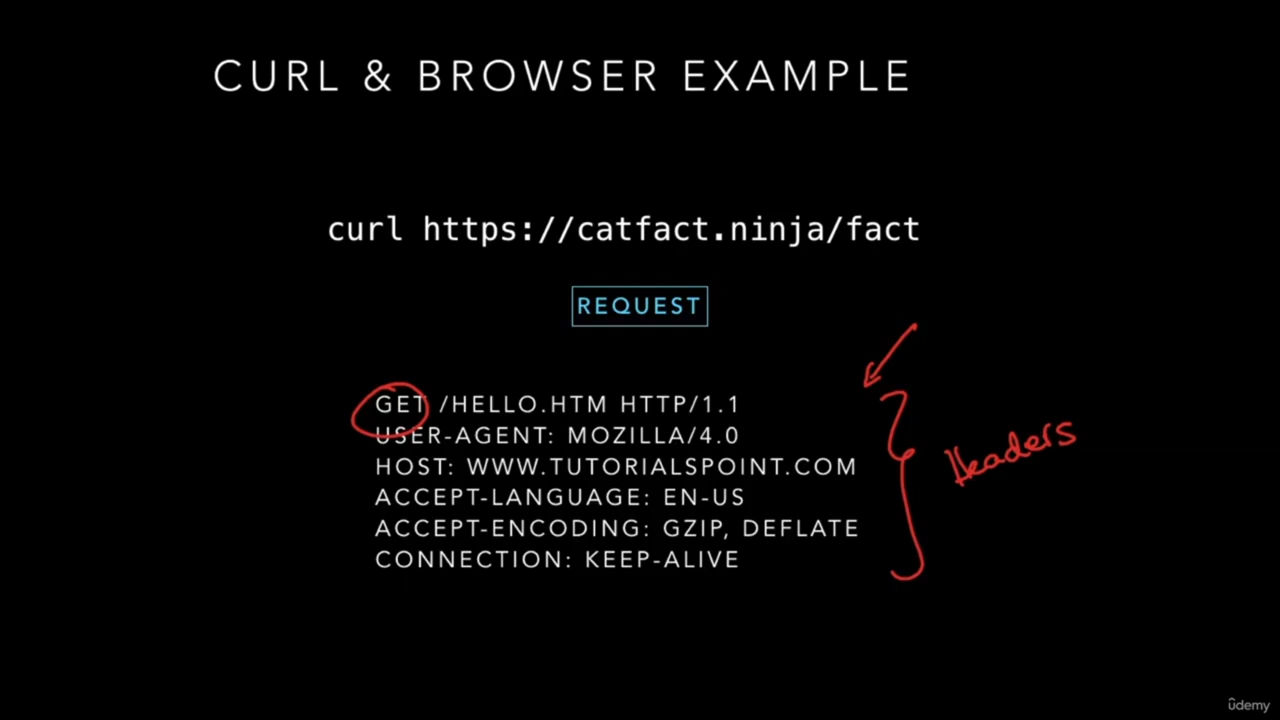 CURL & BROWSER EXAMPLE
curl https://catfact.ninja/fact
REQUEST
GET /HELLO.HTM HTTP/1.1
USER-AGENT: MOZILLA/4.0
HOST: WWW.TUTORIALSPOINT.COM
ACCEPT-LANGUAGE: EN-US
ACCEPT-ENCODING: GZIP, DEFLATE
CONNECTION: KEEP-ALIVE
Headers
ûdemy